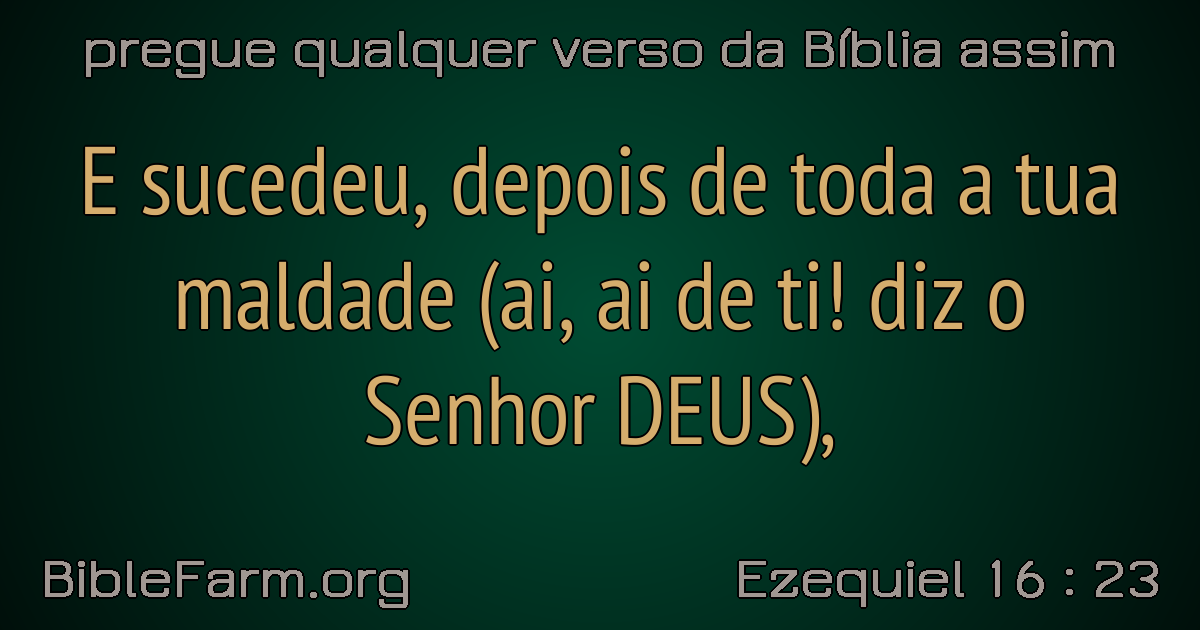 pregue qualquer verso da Bíblia assim
E sucedeu, depois de toda a tua
maldade (ai, ai de ti! diz o
Senhor DEUS),
BibleFarm.org
Ezequiel 16 : 23